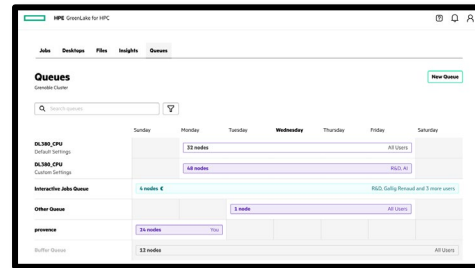 HPE GreenLake for HPC
Jobs Desktops Files Insights Queues
Queues
New Queue
Grenoble Cluster
Search queues
Sunday Monday Tuesday Wednesday Thursday Friday Saturday
DL380_CPU
Default Settings
32 nodes All Users
DL380_CPU
Custom Settings
48 nodes R&D, AI
Interactive Jobs Queue 4 nodes € R&D, Gallig Renaud and 3 more users
Other Queue 1 node All Users
provence 14 nodes You
Buffer Queue 12 nodes All Users